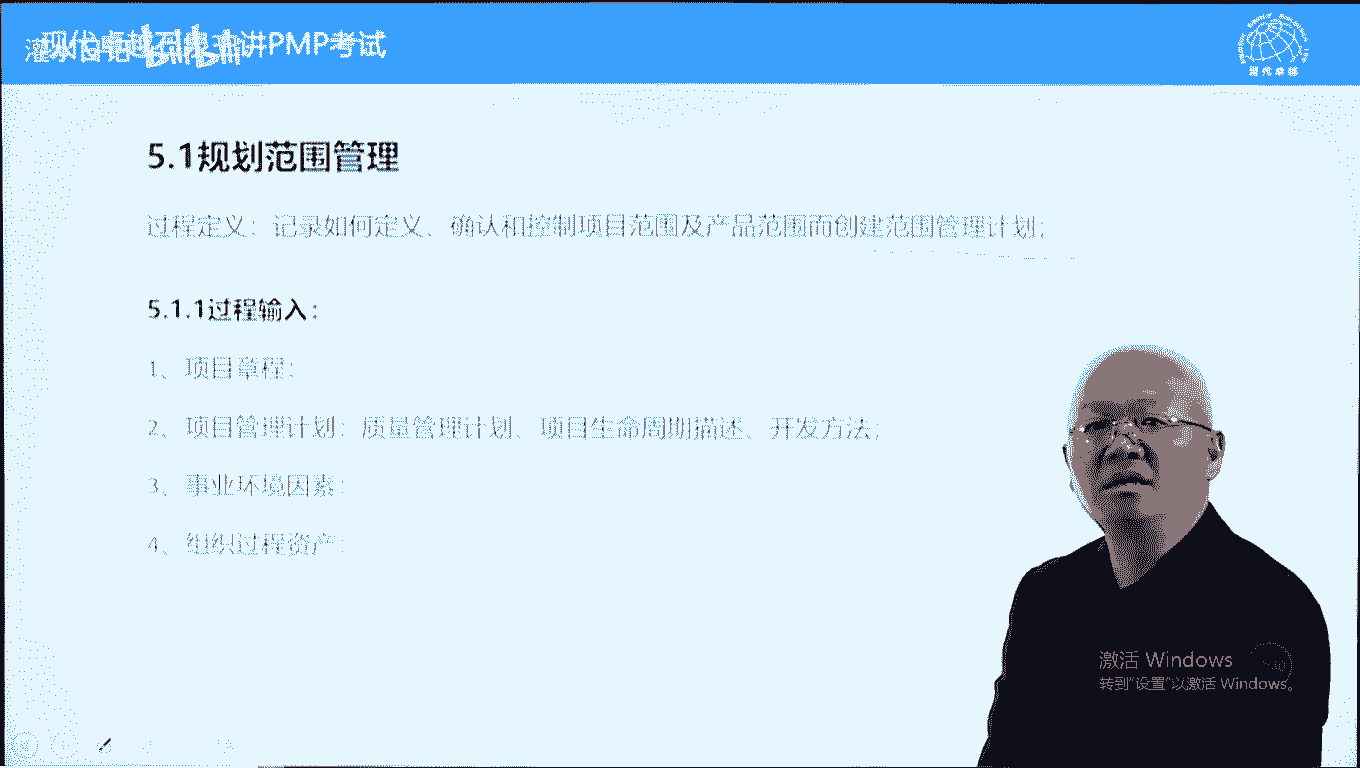 讲PMP考试
现代卓越
5.1规划范围管理
过程定义：记录如何定义、确认和控制项目范围及产品范围而创建范围管理计划；
5.1.1过程输入：
1、项目章程；
2、项目管理计划：质量管理计划、项目生命周期描述、开发方法；
3、事业环境因素；
4、组织过程资产；
激活 Windows
转到"设置"以激活 Windows。